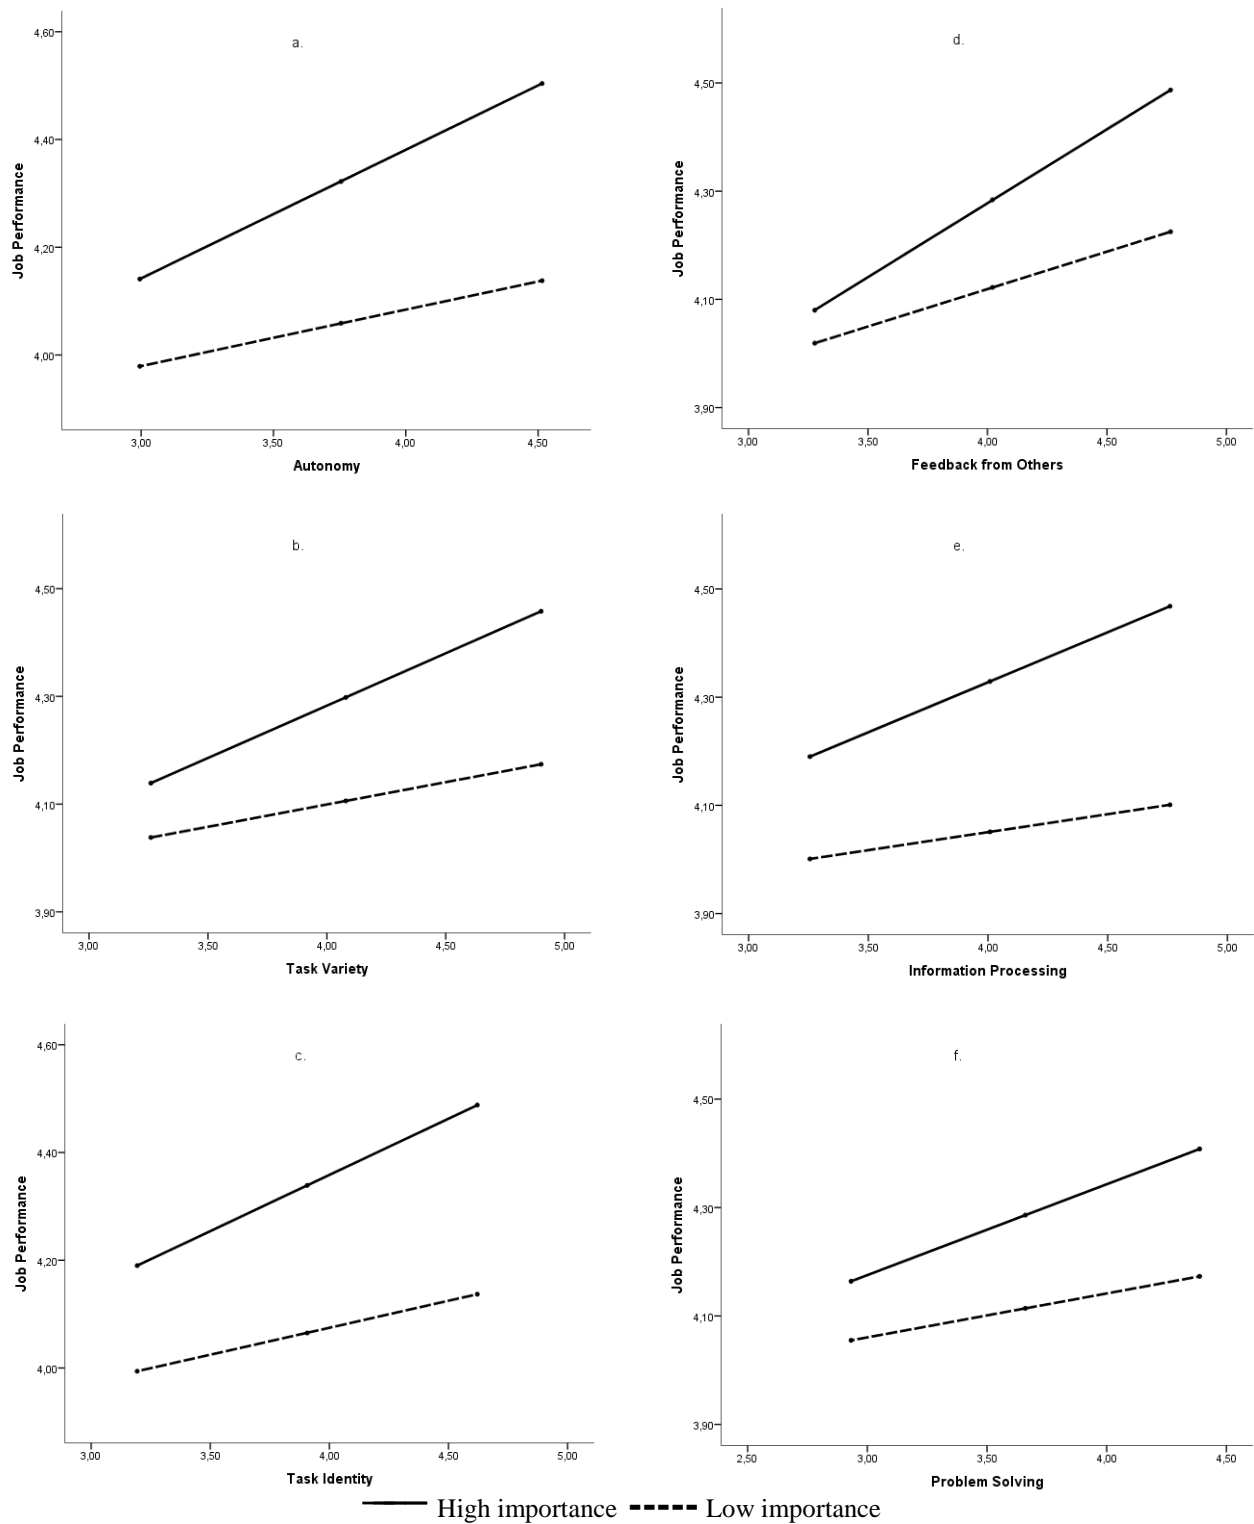 a.
4,60
4,40
4,20
4,00
Job Performance
3,00 3,50 4,00 4,50
Autonomy
d.
4,50
4,30
4,10
3,90
Job Performance
3,00 3,50 4,00 4,50 5,00
Feedback from Others
b.
4,50
4,30
4,10
3,90
Job Performance
3,00 3,50 4,00 4,50 5,00
Task Variety
e.
4,50
4,30
4,10
3,90
Job Performance
3,00 3,50 4,00 4,50 5,00
Information Processing
c.
4,60
4,40
4,20
4,00
Job Performance
3,00 3,50 4,00 4,50 5,00
Task Identity
f.
4,50
4,30
4,10
3,90
Job Performance
2,50 3,00 3,50 4,00 4,50
Problem Solving
High importance Low importance